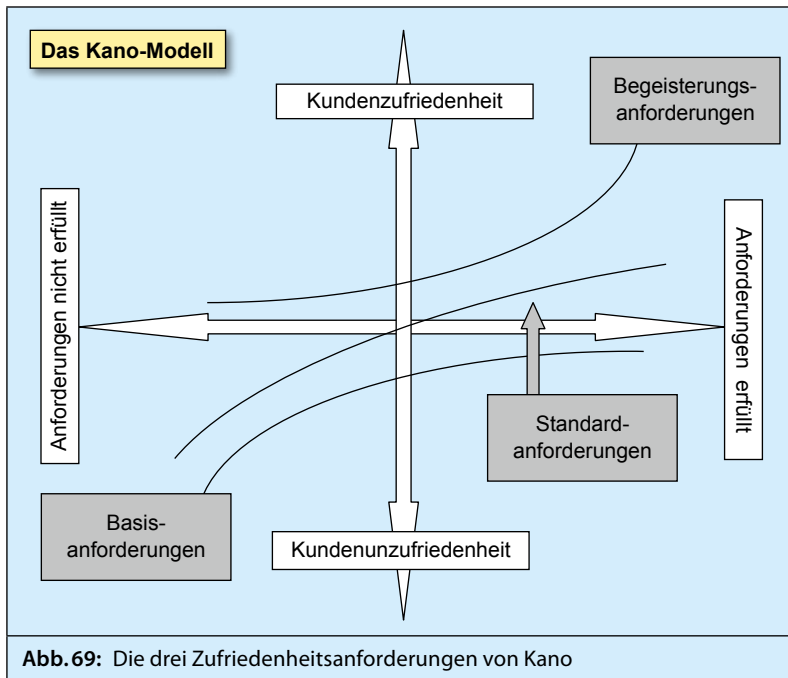 Das Kano-Modell
Kundenzufriedenheit
Begeisterungs-
anforderungen
Anforderungen nicht erfüllt
Anforderungen erfüllt
Standard-
anforderungen
Basis-
anforderungen
Kundenunzufriedenheit
Abb. 69: Die drei Zufriedenheitsanforderungen von Kano